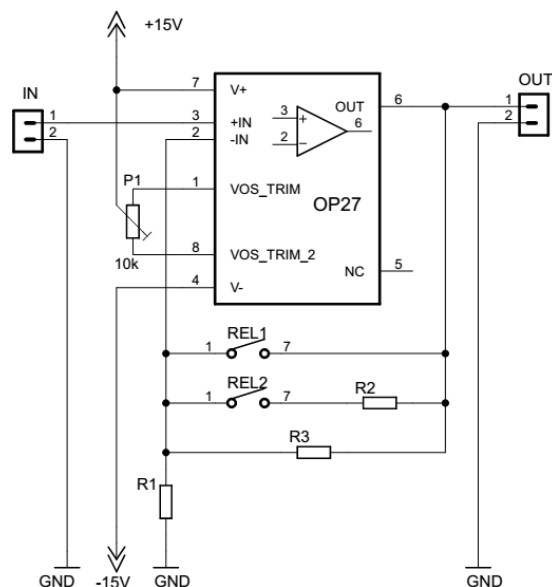 +15V
IN
OUT
7
V+
1
3
+IN
3
OUT
6
6
1
2
2
-IN
2
2
P1
1
VOS_TRIM
OP27
10k
8
VOS_TRIM_2
NC
5
4
V-
REL1
1
7
REL2
1
7
R2
R3
R1
GND
-15V
GND
GND